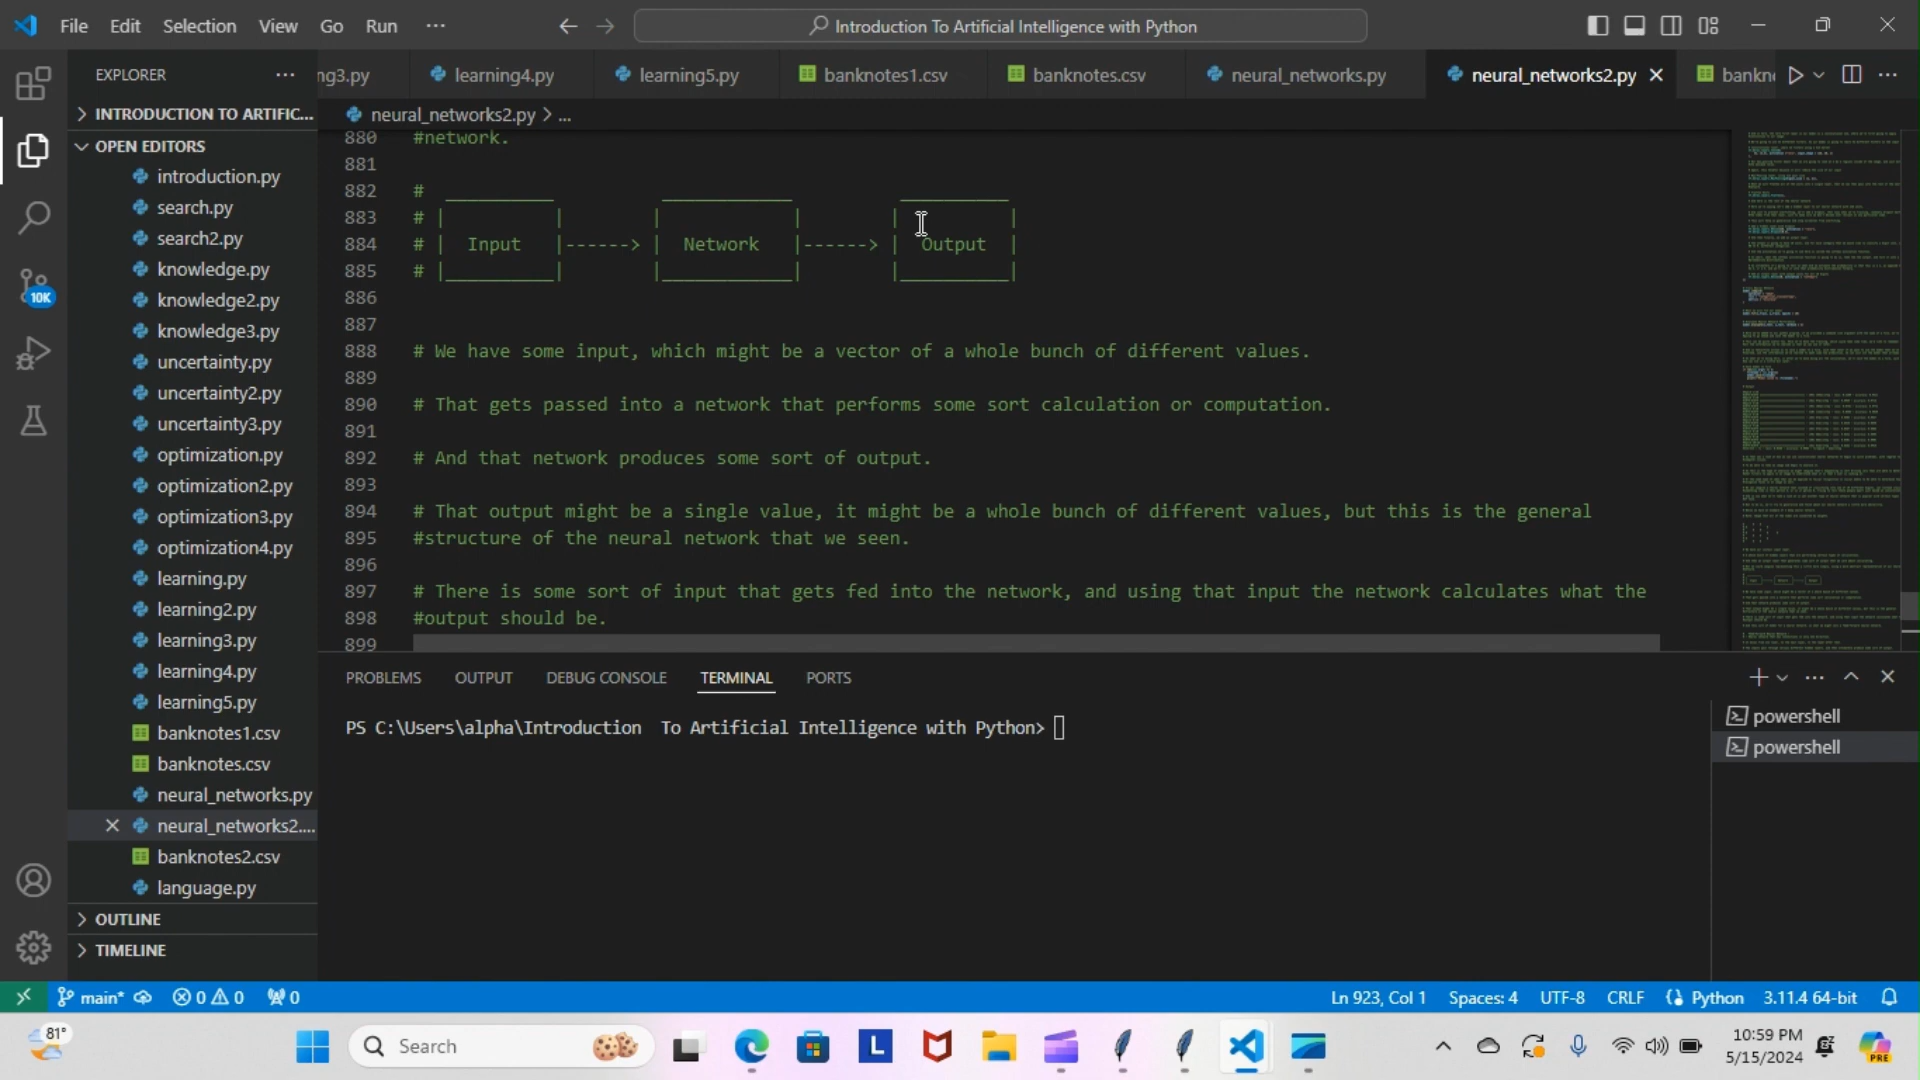 File Edit Selection View Go Run ···
Introduction To Artificial Intelligence with Python
EXPLORER ···
ng3.py learning4.py learning5.py banknotes1.csv banknotes.csv neural_networks.py neural_networks2.py bankn
INTRODUCTION TO ARTIFIC...
neural_networks2.py > ...
OPEN EDITORS
introduction.py
search.py
search2.py
knowledge.py
knowledge2.py
knowledge3.py
uncertainty.py
uncertainty2.py
uncertainty3.py
optimization.py
optimization2.py
optimization3.py
optimization4.py
learning.py
learning2.py
learning3.py
learning4.py
learning5.py
banknotes1.csv
banknotes.csv
neural_networks.py
neural_networks2....
banknotes2.csv
language.py
OUTLINE
TIMELINE
10K
880 #network.
881
882 # __________ ____________ __________
883 # | | | | | |
884 # | Input |------> | Network |------> | Output |
885 # |__________| |____________| |__________|
886
887
888 # We have some input, which might be a vector of a whole bunch of different values.
889
890 # That gets passed into a network that performs some sort calculation or computation.
891
892 # And that network produces some sort of output.
893
894 # That output might be a single value, it might be a whole bunch of different values, but this is the general
895 #structure of the neural network that we seen.
896
897 # There is some sort of input that gets fed into the network, and using that input the network calculates what the
898 #output should be.
899
PROBLEMS OUTPUT DEBUG CONSOLE TERMINAL PORTS
PS C:\Users\alpha\Introduction  To Artificial Intelligence with Python>
powershell
powershell
main* 0 0 0 Ln 923, Col 1 Spaces: 4 UTF-8 CRLF Python 3.11.4 64-bit
81° Search 10:59 PM
5/15/2024
PRE